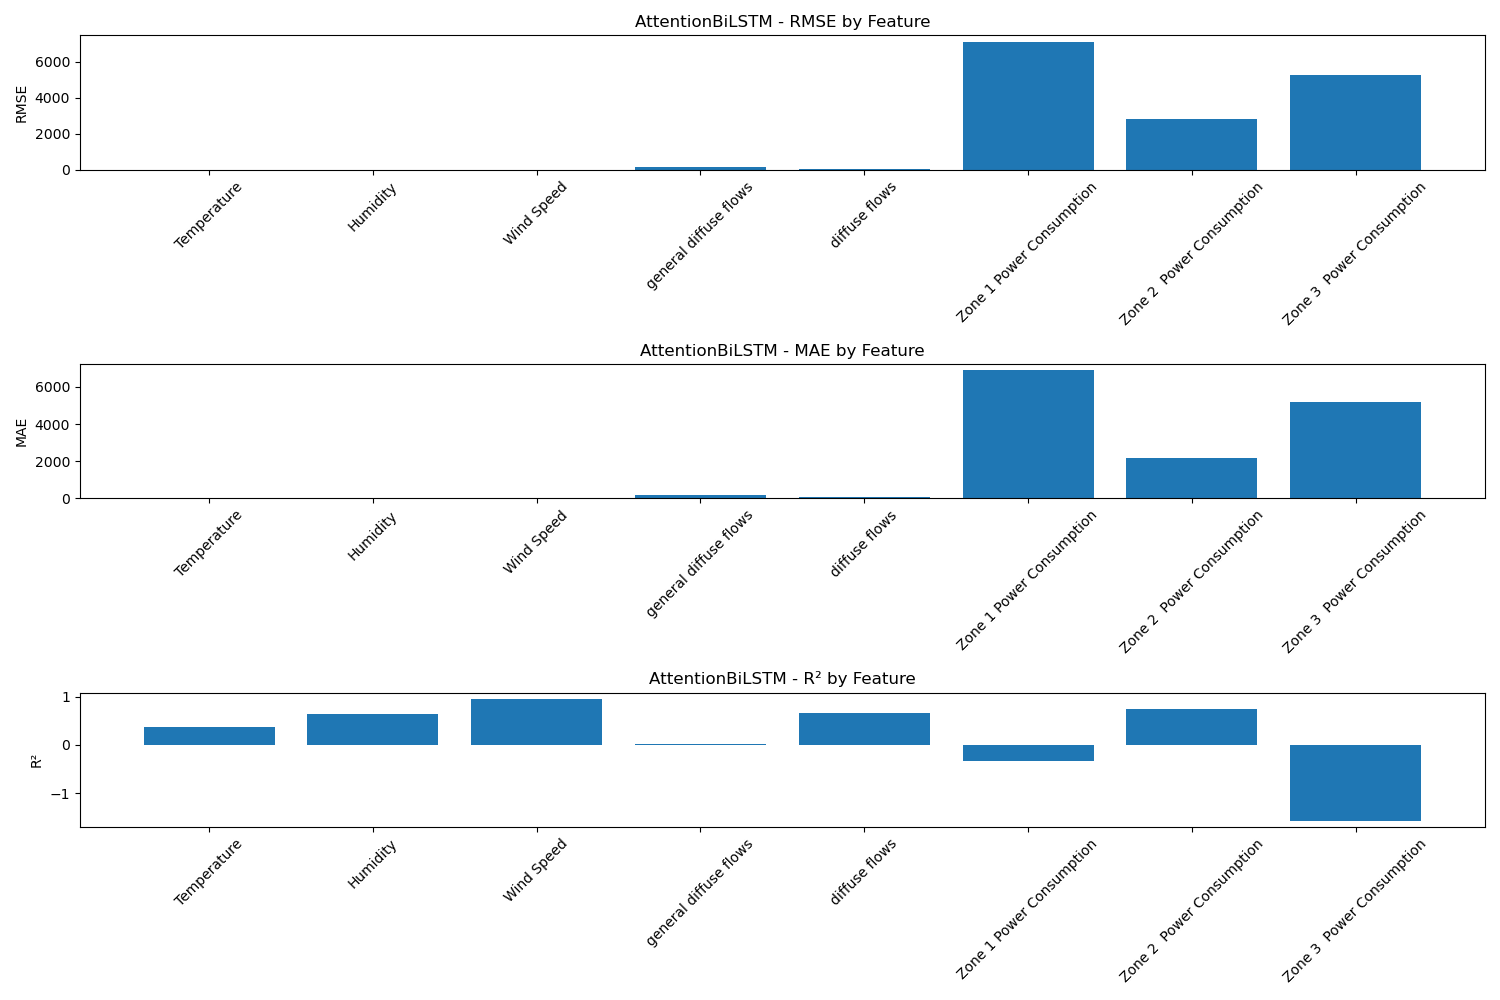 AttentionBiLSTM - RMSE by Feature
RMSE
6000
4000
2000
0
Temperature
Humidity
Wind Speed
general diffuse flows
diffuse flows
Zone 1 Power Consumption
Zone 2  Power Consumption
Zone 3  Power Consumption
AttentionBiLSTM - MAE by Feature
MAE
6000
4000
2000
0
Temperature
Humidity
Wind Speed
general diffuse flows
diffuse flows
Zone 1 Power Consumption
Zone 2  Power Consumption
Zone 3  Power Consumption
AttentionBiLSTM - R² by Feature
R²
1
0
−1
Temperature
Humidity
Wind Speed
general diffuse flows
diffuse flows
Zone 1 Power Consumption
Zone 2  Power Consumption
Zone 3  Power Consumption